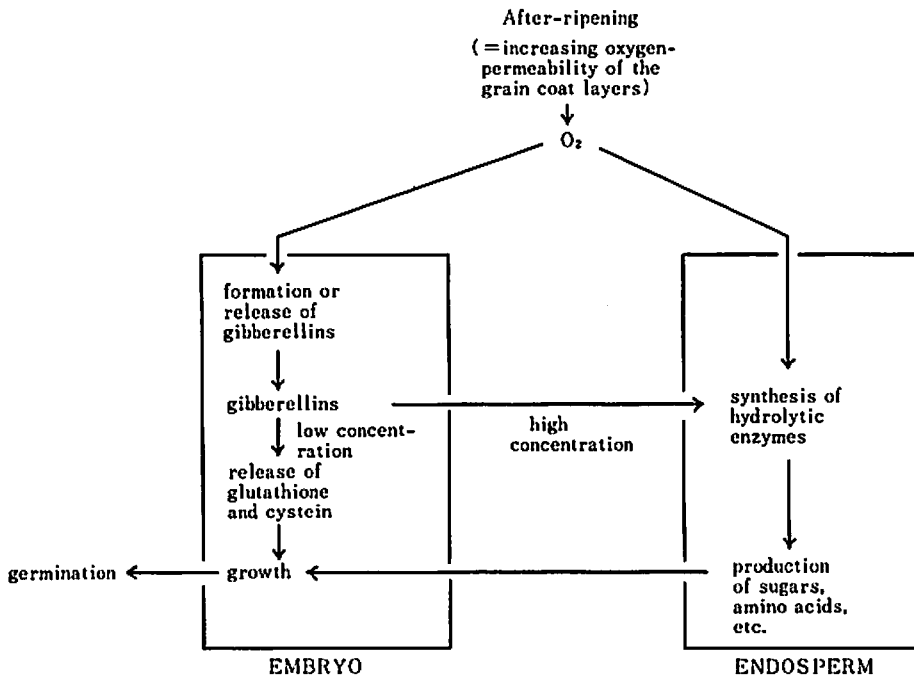 After-ripening
(=increasing oxygen-
permeability of the
grain coat layers)
O₂
formation or
release of
gibberellins
gibberellins
low concent-
ration
release of
glutathione
and cystein
growth
germination
high
concentration
synthesis of
hydrolytic
enzymes
production
of sugars,
amino acids,
etc.
EMBRYO
ENDOSPERM